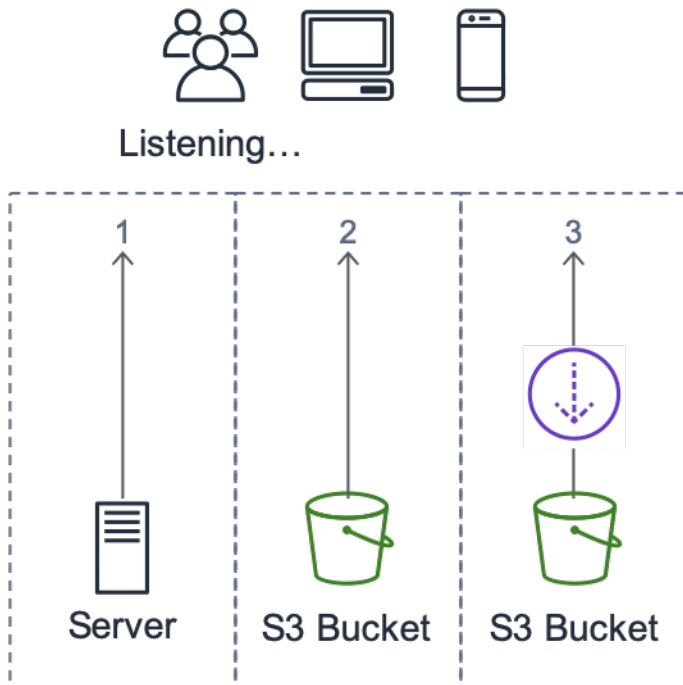 Listening…
1
2
3
Server
S3 Bucket
S3 Bucket